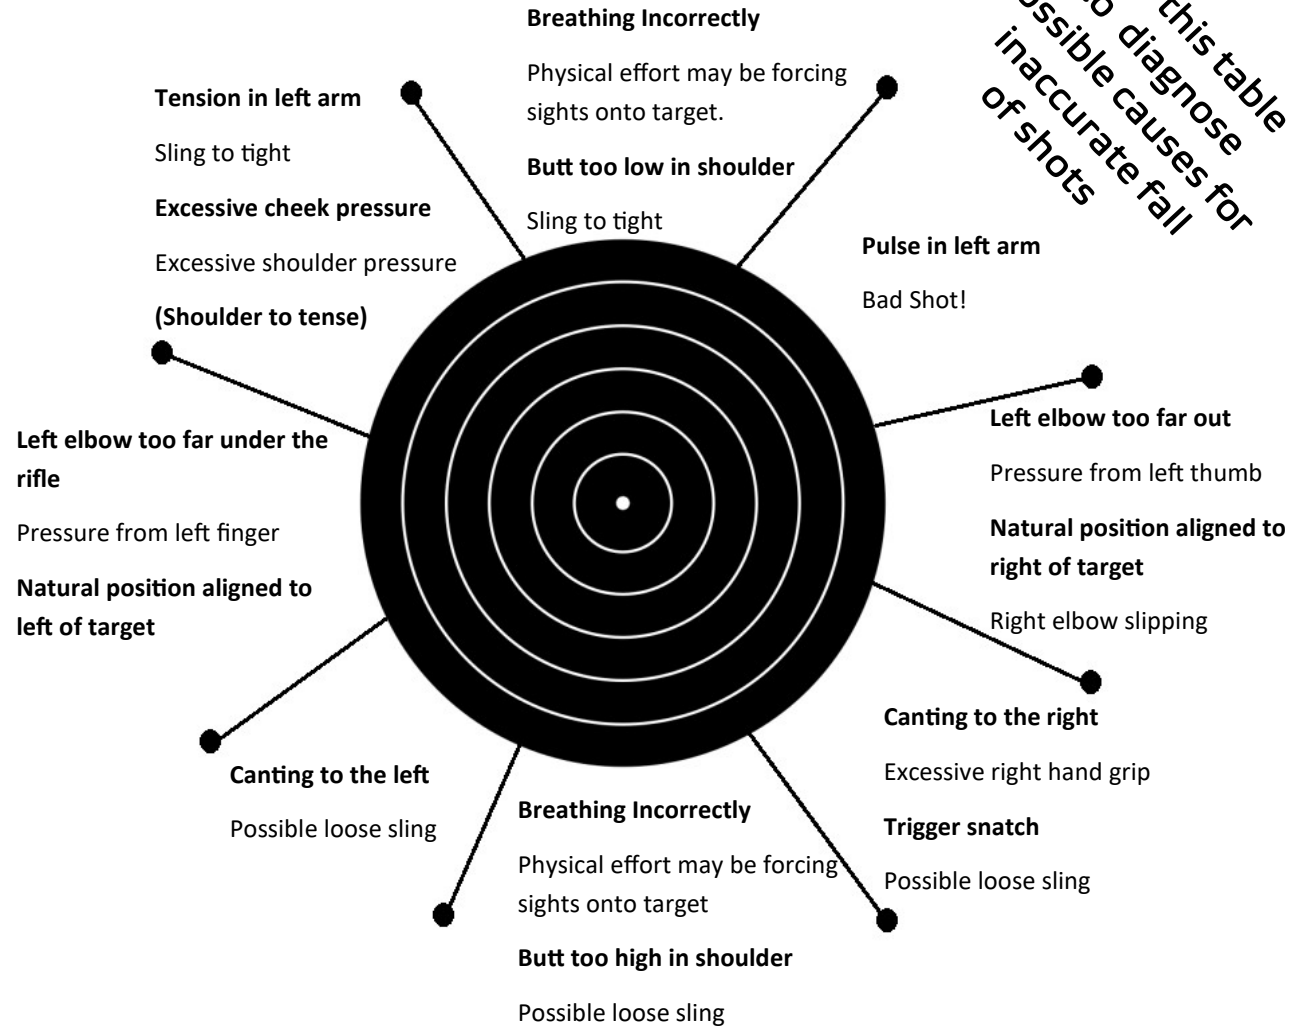 Breathing Incorrectly
Physical effort may be forcing
sights onto target.
Butt too low in shoulder
Sling to tight
this table
diagnose
causes for
inaccurate fall
of shots
Tension in left arm
Sling to tight
Excessive cheek pressure
Excessive shoulder pressure
(Shoulder to tense)
Pulse in left arm
Bad Shot!
Left elbow too far under the
rifle
Pressure from left finger
Natural position aligned to
left of target
Left elbow too far out
Pressure from left thumb
Natural position aligned to
right of target
Right elbow slipping
Canting to the left
Possible loose sling
Breathing Incorrectly
Physical effort may be forcing
sights onto target
Butt too high in shoulder
Possible loose sling
Canting to the right
Excessive right hand grip
Trigger snatch
Possible loose sling